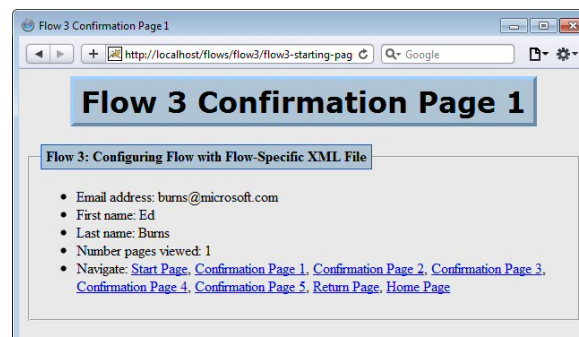 Flow 3 Confirmation Page 1
http://localhost/flows/flow3/flow3-starting-pag
Google
Flow 3 Confirmation Page 1
Flow 3: Configuring Flow with Flow-Specific XML File
Email address: burns@microsoft.com
First name: Ed
Last name: Burns
Number pages viewed: 1
Navigate: Start Page, Confirmation Page 1, Confirmation Page 2, Confirmation Page 3,
Confirmation Page 4, Confirmation Page 5, Return Page, Home Page